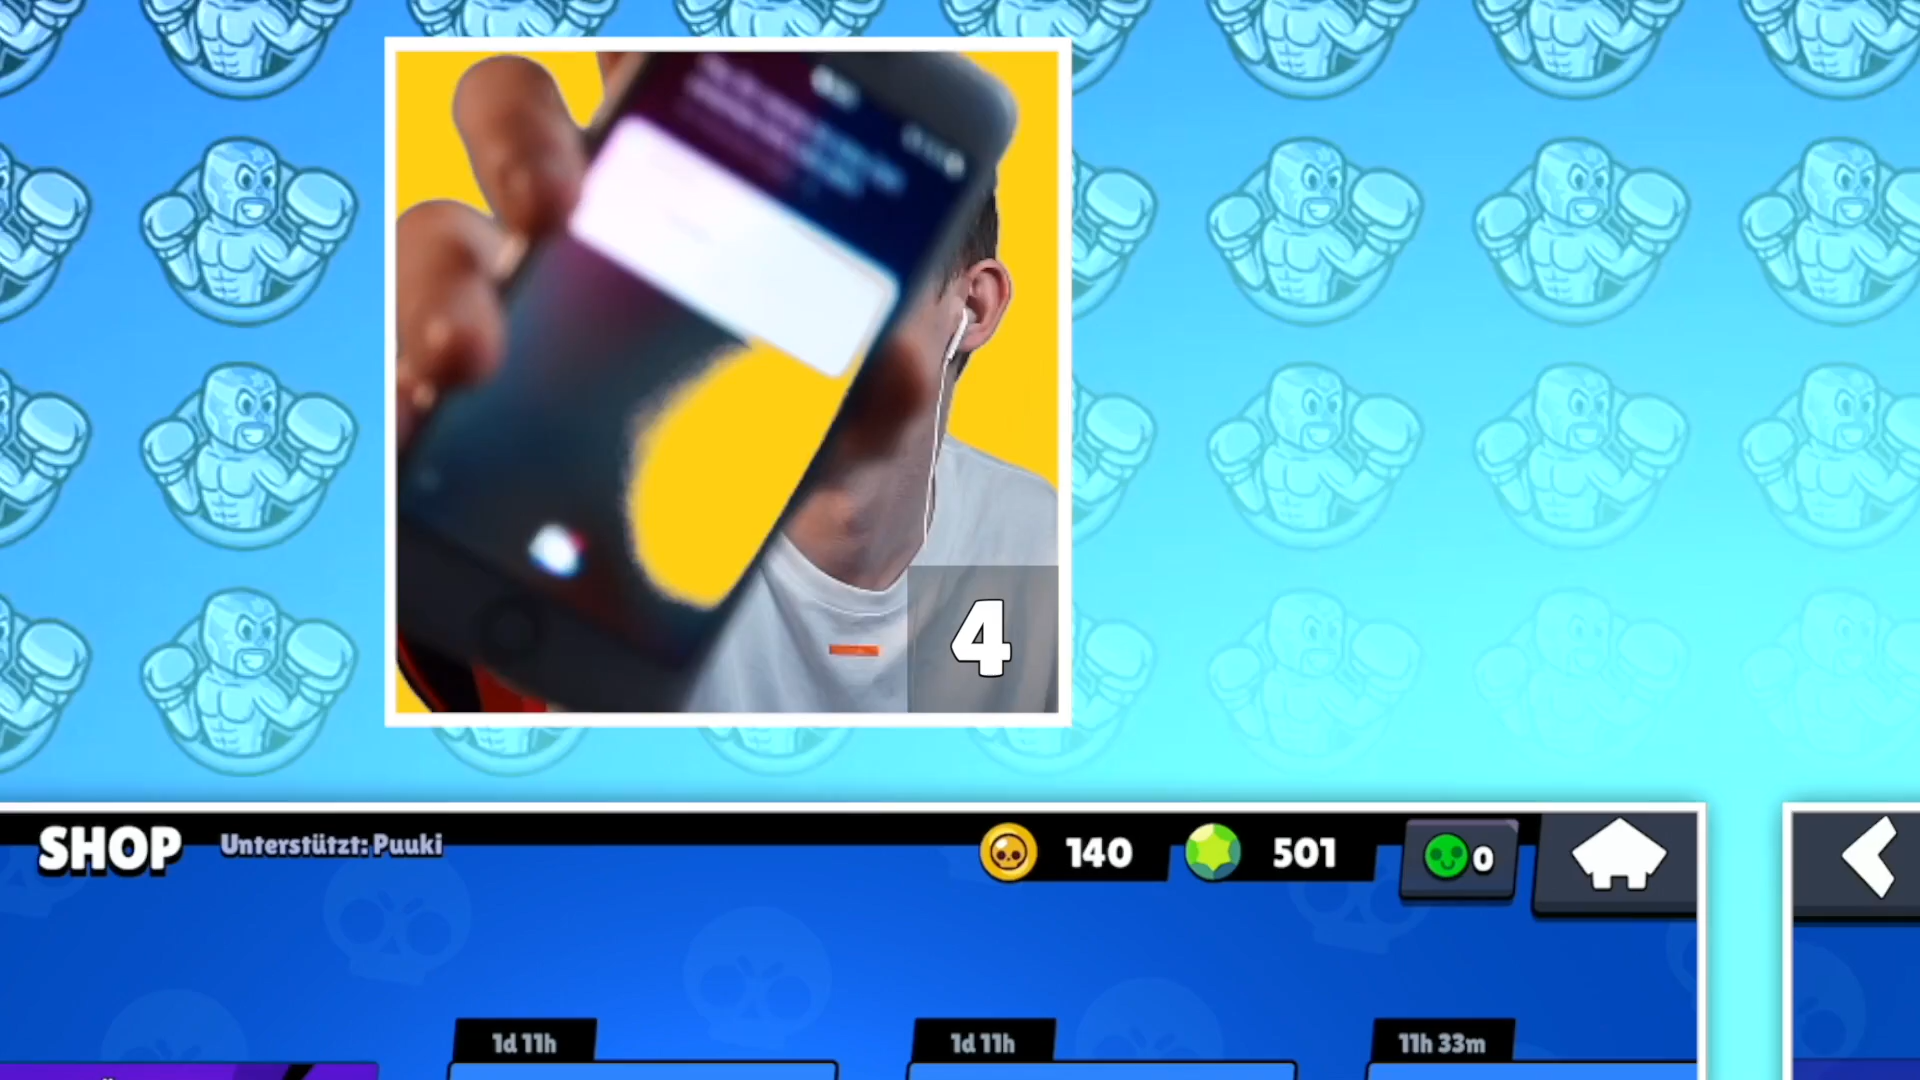 4
SHOP
Unterstützt: Puuki
140
501
0
1d 11h
1d 11h
11h 33m